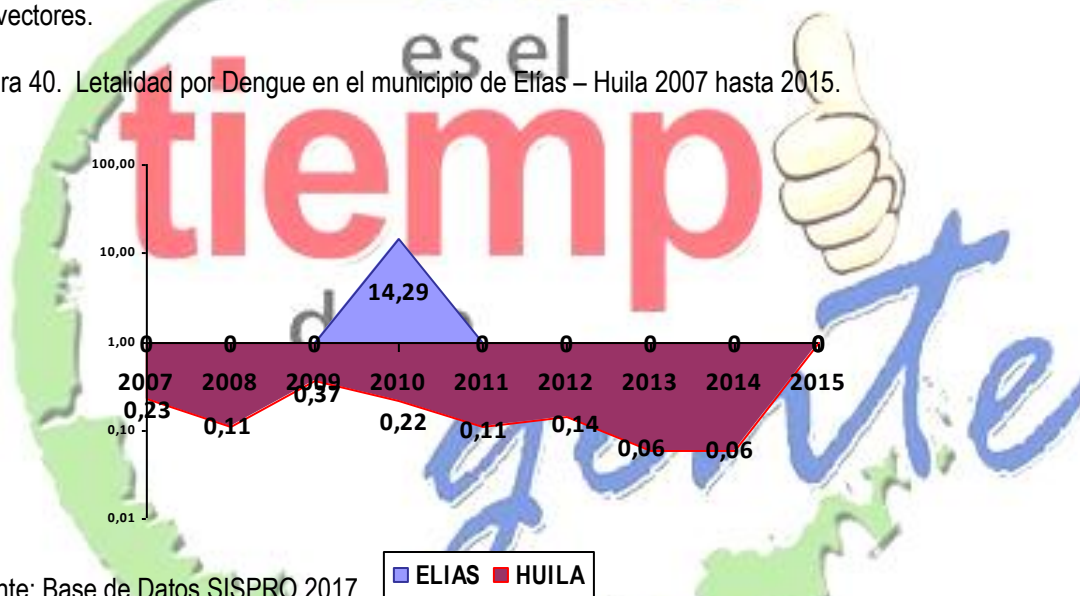 vectores.
es el
ra 40. Letalidad por Dengue en el municipio de Elías – Huila 2007 hasta 2015.
tiemp
100,00
10,00
14,29
1,00
0 0 0 0 0 0 0 0
2007 2008 2009 2010 2011 2012 2013 2014 2015
0,23 0,11 0,37 0,22 0,11 0,14 0,06 0,06
0,10
gente
0,01
ELIAS HUILA
nte: Base de Datos SISPRO 2017